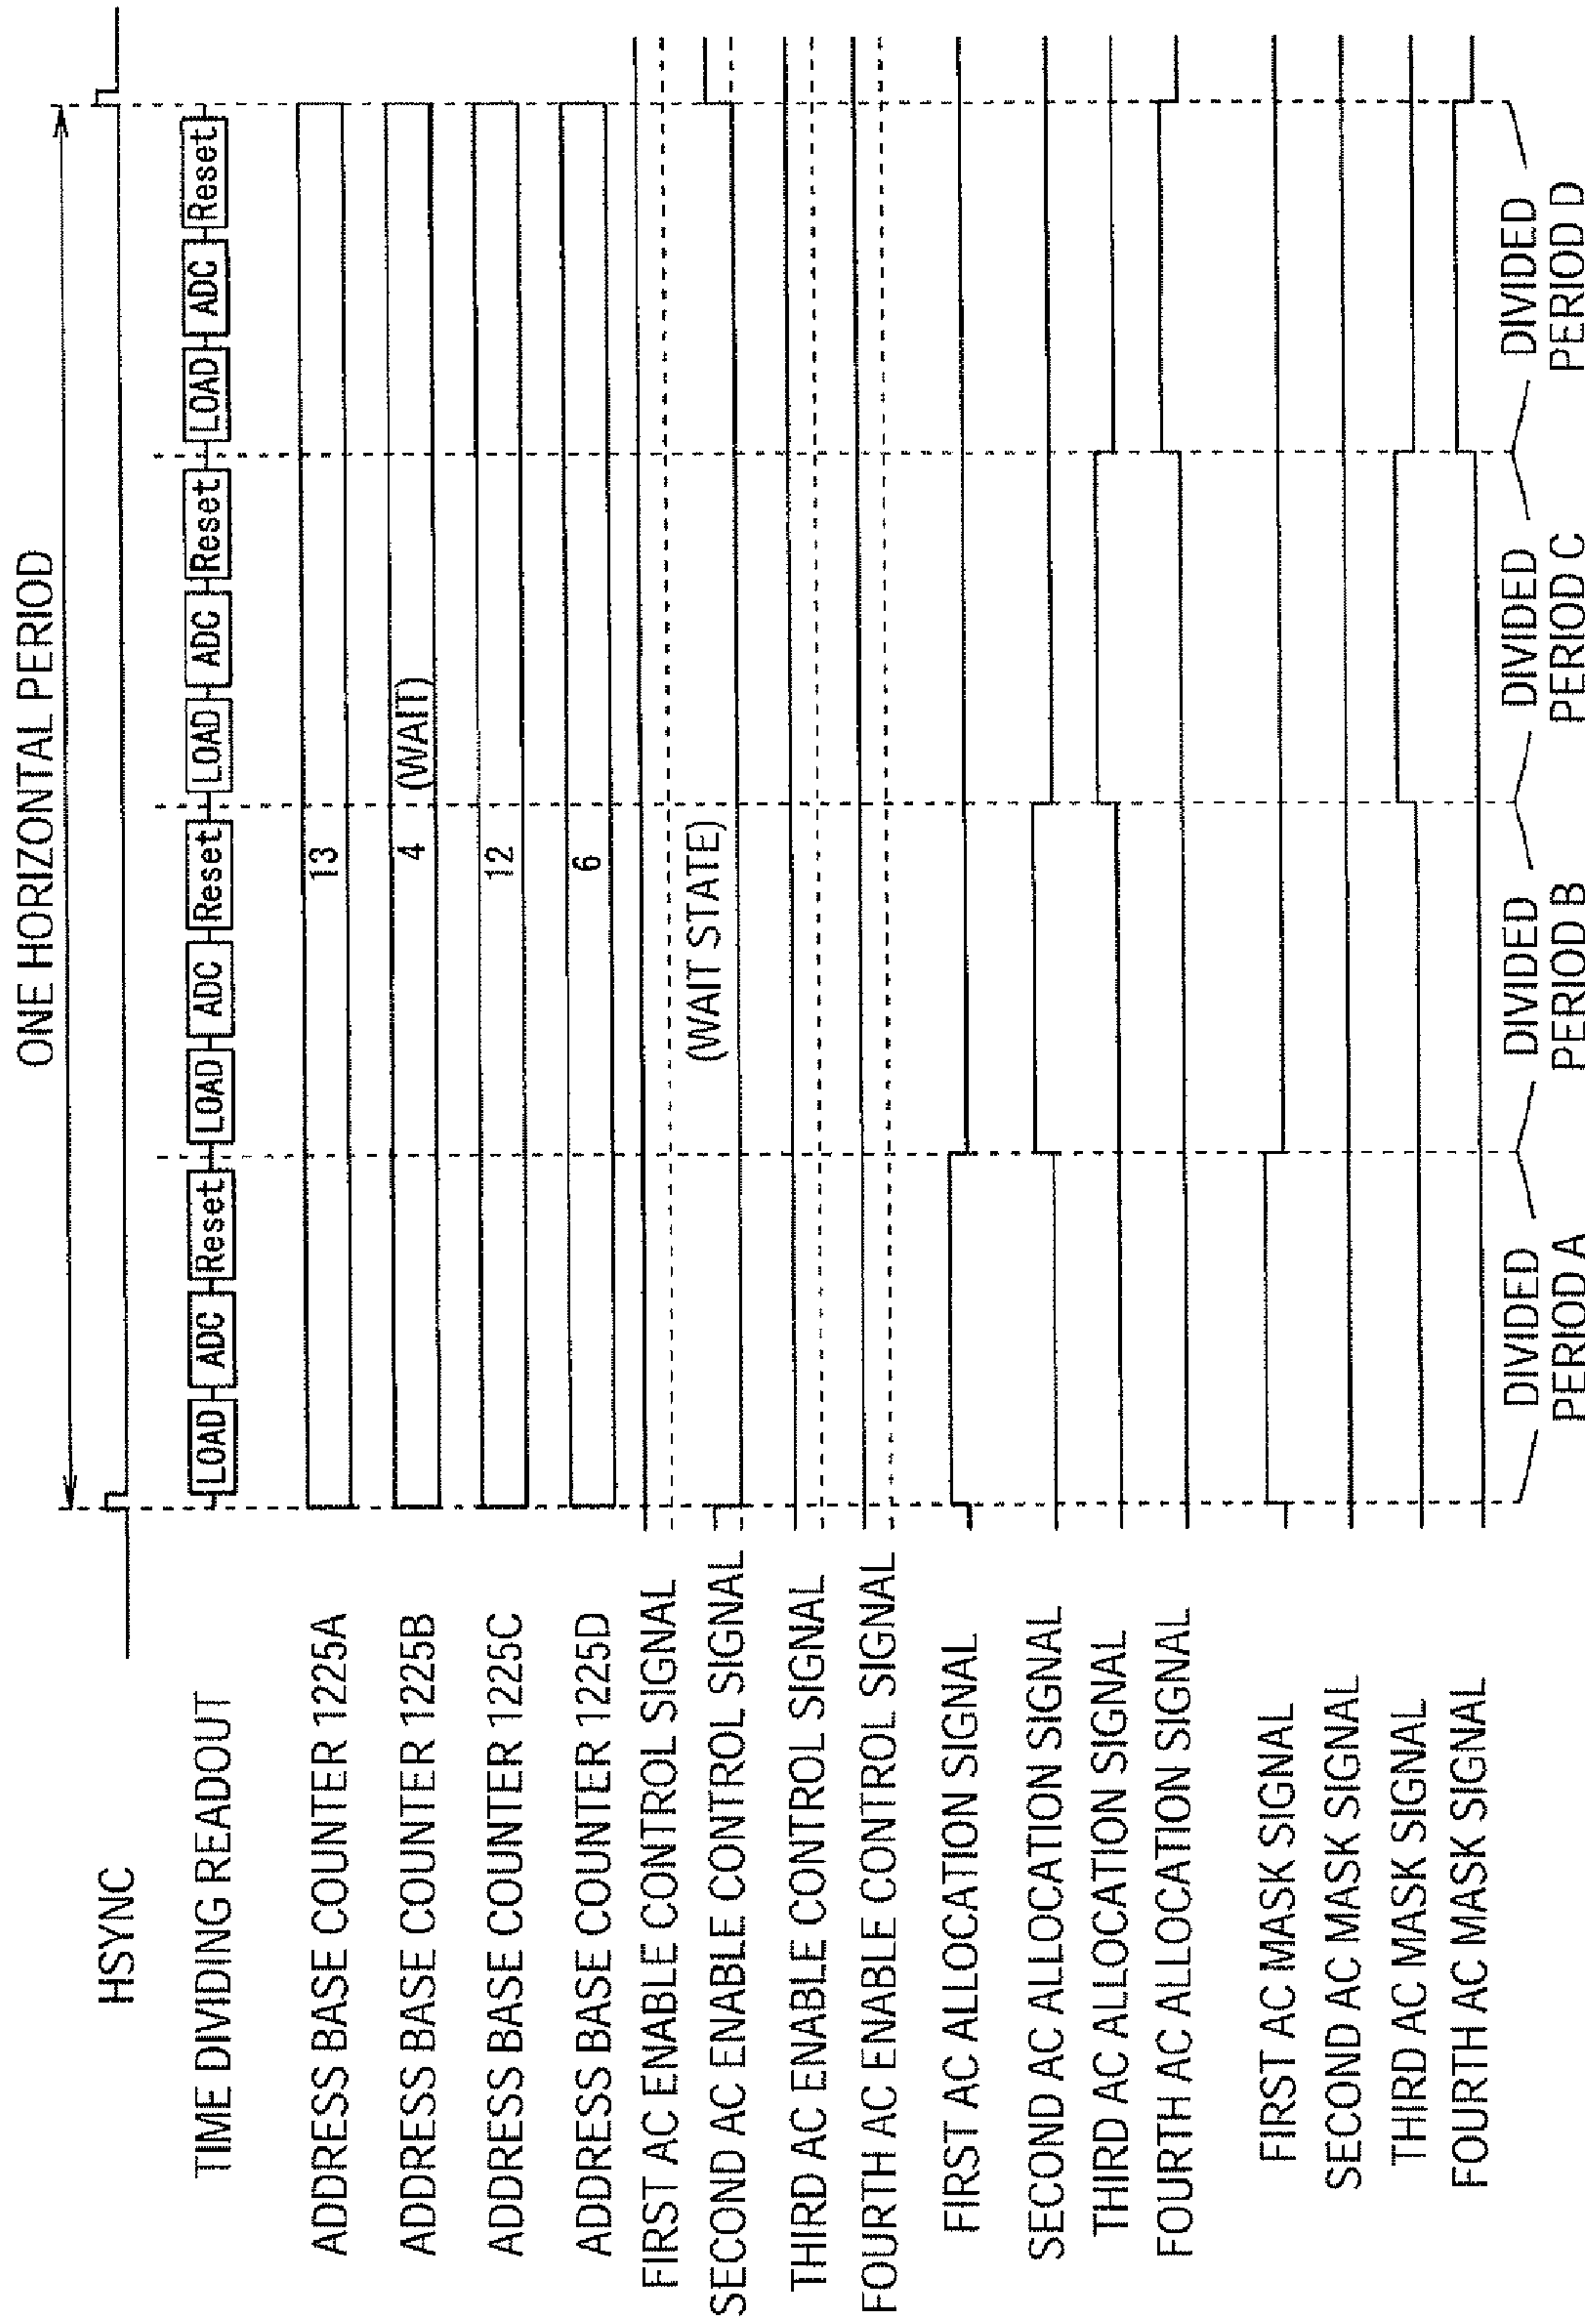 ONE HORIZONTAL PERIOD
HSYNC
TIME DIVIDING READOUT
LOAD ADC Reset LOAD ADC Reset LOAD ADC Reset LOAD ADC Reset
ADDRESS BASE COUNTER 1225A
13
ADDRESS BASE COUNTER 1225B
4 (WAIT)
ADDRESS BASE COUNTER 1225C
12
ADDRESS BASE COUNTER 1225D
6
FIRST AC ENABLE CONTROL SIGNAL
SECOND AC ENABLE CONTROL SIGNAL
(WAIT STATE)
THIRD AC ENABLE CONTROL SIGNAL
FOURTH AC ENABLE CONTROL SIGNAL
FIRST AC ALLOCATION SIGNAL
SECOND AC ALLOCATION SIGNAL
THIRD AC ALLOCATION SIGNAL
FOURTH AC ALLOCATION SIGNAL
FIRST AC MASK SIGNAL
SECOND AC MASK SIGNAL
THIRD AC MASK SIGNAL
FOURTH AC MASK SIGNAL
DIVIDED
PERIOD A
DIVIDED
PERIOD B
DIVIDED
PERIOD C
DIVIDED
PERIOD D